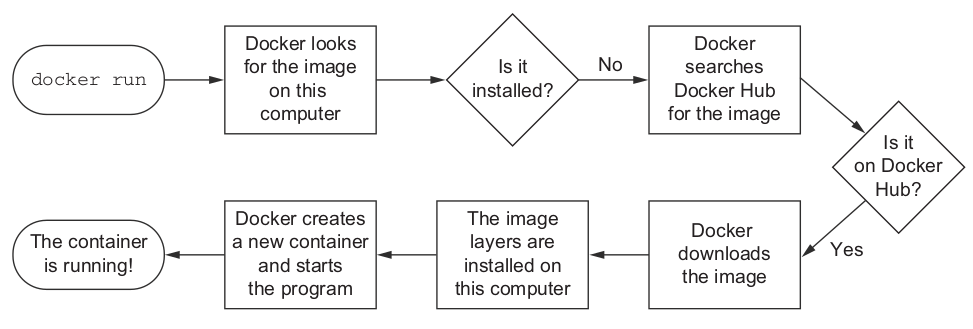 docker run
Docker looks
for the image
on this
computer
Is it
installed?
No
Docker
searches
Docker Hub
for the image
Is it
on Docker
Hub?
Yes
Docker
downloads
the image
The image
layers are
installed on
this computer
Docker creates
a new container
and starts
the program
The container
is running!